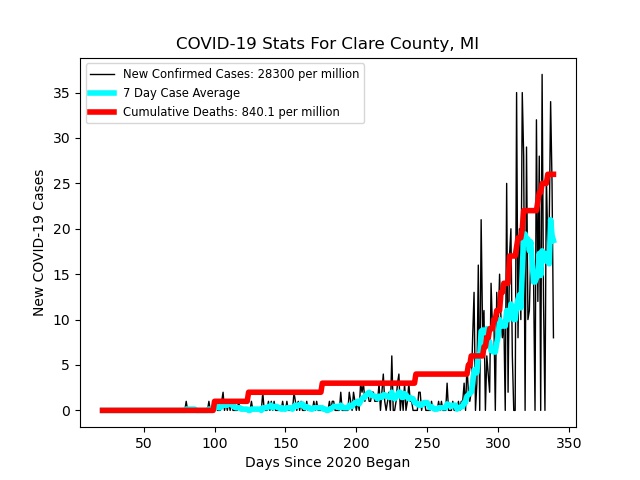 COVID-19 Stats For Clare County, MI
New Confirmed Cases: 28300 per million
7 Day Case Average
Cumulative Deaths: 840.1 per million
New COVID-19 Cases
35
30
25
20
15
10
5
0
50 100 150 200 250 300 350
Days Since 2020 Began